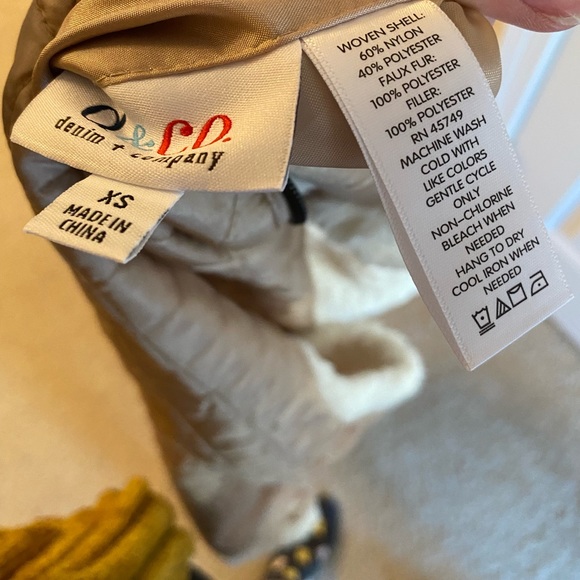 D&Co.
denim + company
XS
MADE IN
CHINA
WOVEN SHELL:
60% NYLON
40% POLYESTER
FAUX FUR:
100% POLYESTER
FILLER:
100% POLYESTER
RN 45749
MACHINE WASH
COLD WITH
LIKE COLORS
GENTLE CYCLE
ONLY
NON-CHLORINE
BLEACH WHEN
NEEDED
HANG TO DRY
COOL IRON WHEN
NEEDED